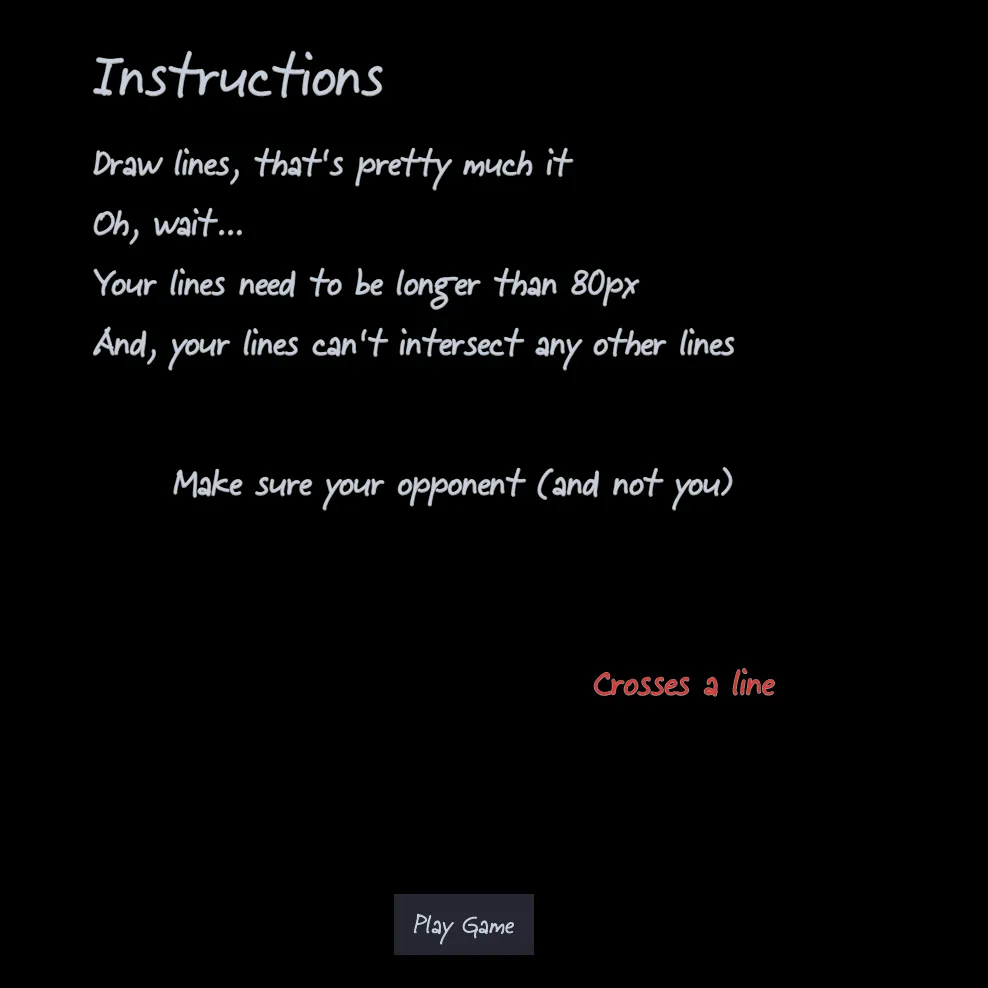 Instructions
Draw lines, that's pretty much it
Oh, wait...
Your lines need to be longer than 80px
And, your lines can't intersect any other lines
Make sure your opponent (and not you)
Crosses a line
Play Game